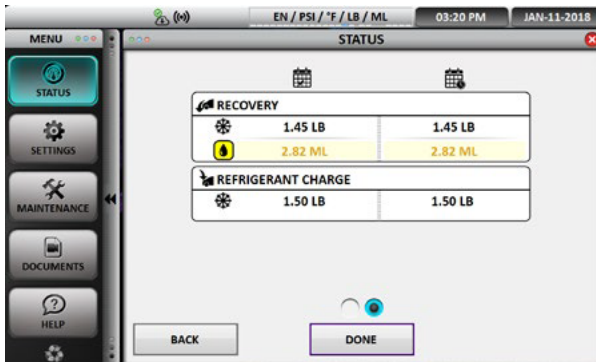 EN / PSI / °F / LB / ML 03:20 PM JAN-11-2018
MENU STATUS
STATUS
SETTINGS
MAINTENANCE
DOCUMENTS
HELP
RECOVERY
1.45 LB 1.45 LB
2.82 ML 2.82 ML
REFRIGERANT CHARGE
1.50 LB 1.50 LB
BACK DONE